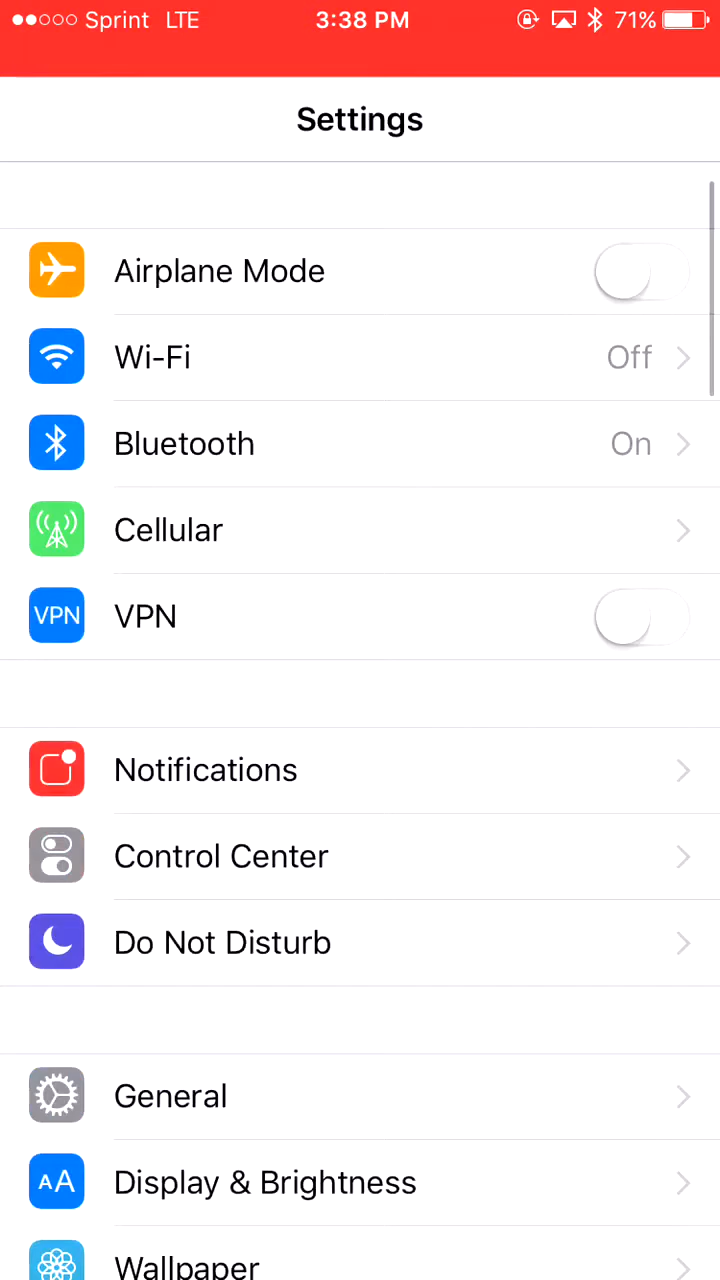 Sprint LTE 3:38 PM 71%
Settings
Airplane Mode
Wi-Fi Off
Bluetooth On
Cellular
VPN VPN
Notifications
Control Center
Do Not Disturb
General
AA Display & Brightness
Wallpaper